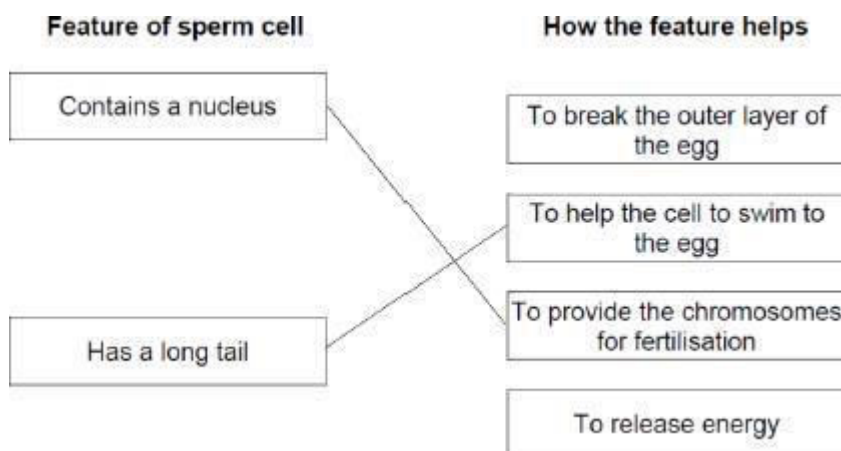 Feature of sperm cell
How the feature helps
Contains a nucleus
To break the outer layer of
the egg
To help the cell to swim to
the egg
Has a long tail
To provide the chromosomes
for fertilisation
To release energy